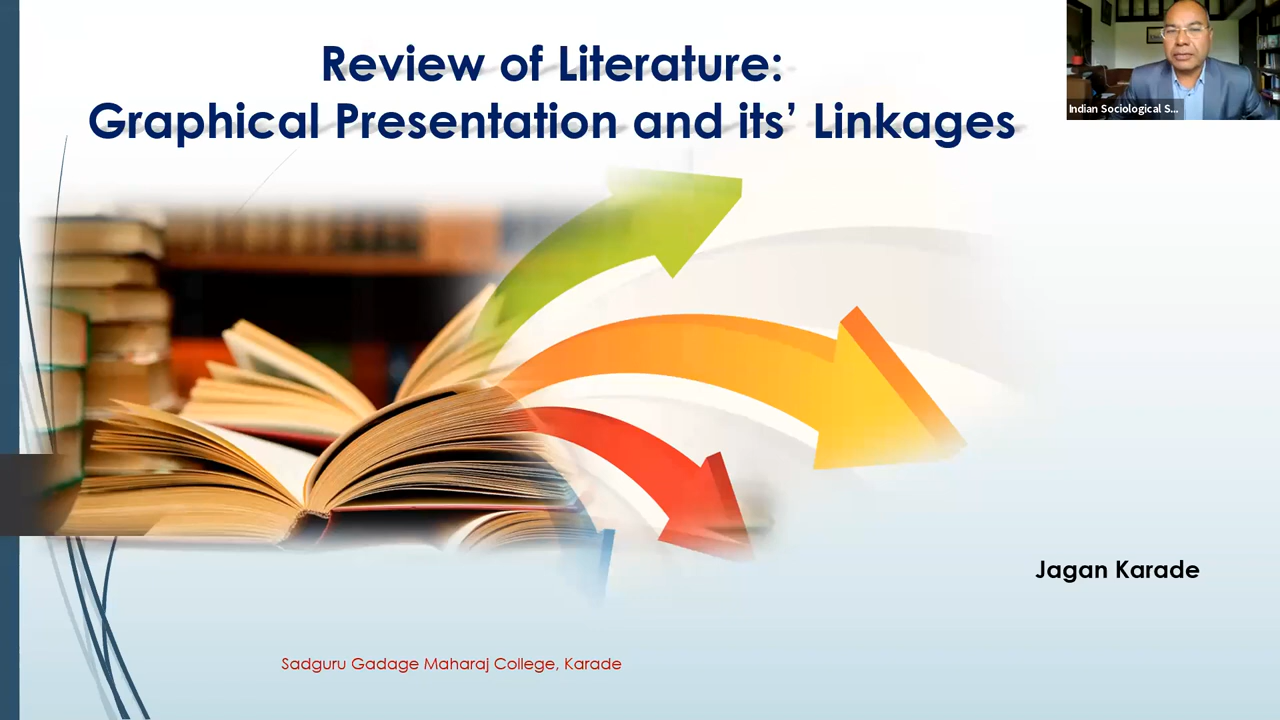 Review of Literature:
Graphical Presentation and its’ Linkages
Indian Sociological S...
Jagan Karade
Sadguru Gadage Maharaj College, Karade